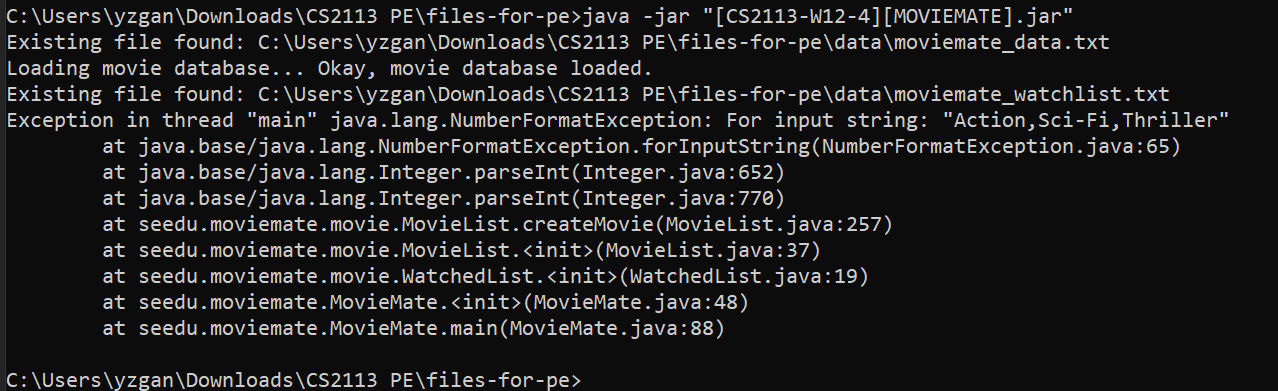 C:\Users\yzgan\Downloads\CS2113 PE\files-for-pe>java -jar "[CS2113-W12-4][MOVIEMATE].jar"
Existing file found: C:\Users\yzgan\Downloads\CS2113 PE\files-for-pe\data\moviemate_data.txt
Loading movie database... Okay, movie database loaded.
Existing file found: C:\Users\yzgan\Downloads\CS2113 PE\files-for-pe\data\moviemate_watchlist.txt
Exception in thread "main" java.lang.NumberFormatException: For input string: "Action,Sci-Fi,Thriller"
        at java.base/java.lang.NumberFormatException.forInputString(NumberFormatException.java:65)
        at java.base/java.lang.Integer.parseInt(Integer.java:652)
        at java.base/java.lang.Integer.parseInt(Integer.java:770)
        at seedu.moviemate.movie.MovieList.createMovie(MovieList.java:257)
        at seedu.moviemate.movie.MovieList.<init>(MovieList.java:37)
        at seedu.moviemate.movie.WatchedList.<init>(WatchedList.java:19)
        at seedu.moviemate.MovieMate.<init>(MovieMate.java:48)
        at seedu.moviemate.MovieMate.main(MovieMate.java:88)
C:\Users\yzgan\Downloads\CS2113 PE\files-for-pe>